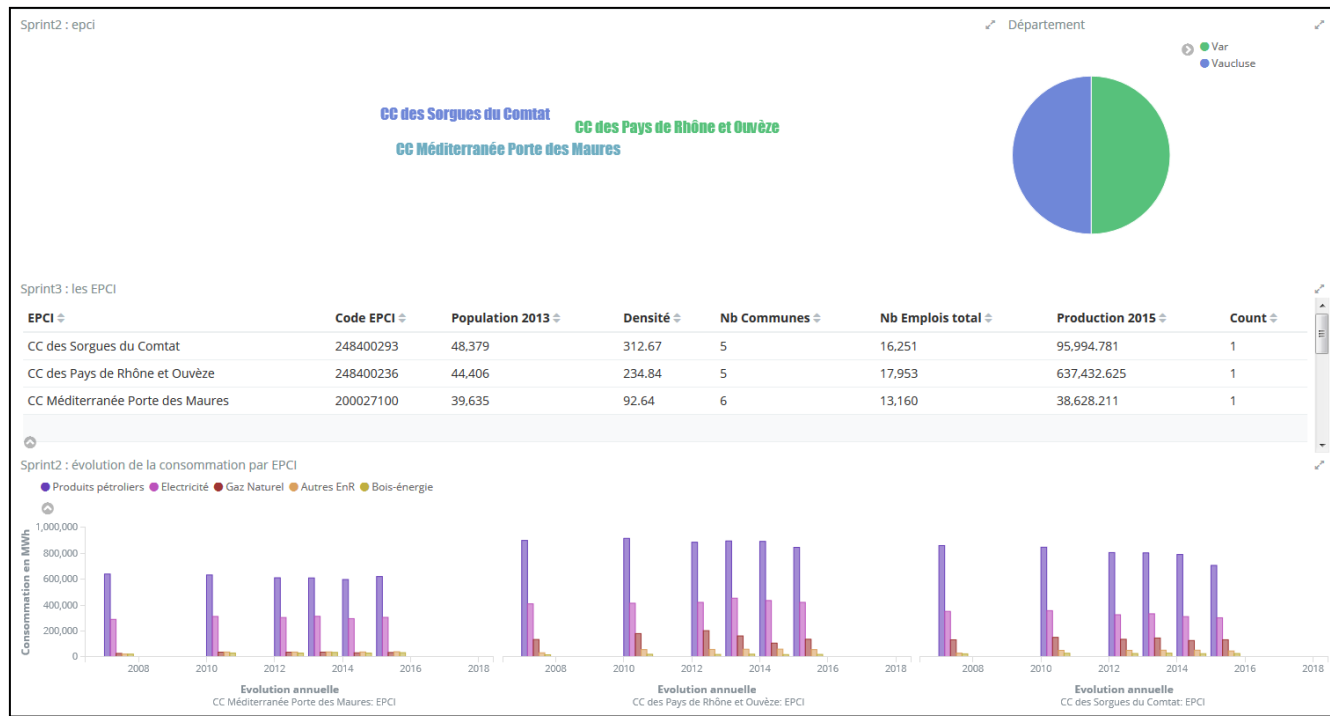 Sprint2 : epci
Département
Var
Vaucluse
CC des Sorgues du Comtat
CC des Pays de Rhône et Ouvèze
CC Méditerranée Porte des Maures
Sprint3 : les EPCI
EPCI Code EPCI Population 2013 Densité Nb Communes Nb Emplois total Production 2015 Count
CC des Sorgues du Comtat 248400293 48,379 312.67 5 16,251 95,994.781 1
CC des Pays de Rhône et Ouvèze 248400236 44,406 234.84 5 17,953 637,432.625 1
CC Méditerranée Porte des Maures 200027100 39,635 92.64 6 13,160 38,628.211 1
Sprint2 : évolution de la consommation par EPCI
Produits pétroliers Electricité Gaz Naturel Autres EnR Bois-énergie
Consommation en MWh
1,000,000
800,000
600,000
400,000
200,000
0
2008 2010 2012 2014 2016 2018 2008 2010 2012 2014 2016 2018 2008 2010 2012 2014 2016 2018
Evolution annuelle Evolution annuelle Evolution annuelle
CC Méditerranée Porte des Maures: EPCI CC des Pays de Rhône et Ouvèze: EPCI CC des Sorgues du Comtat: EPCI